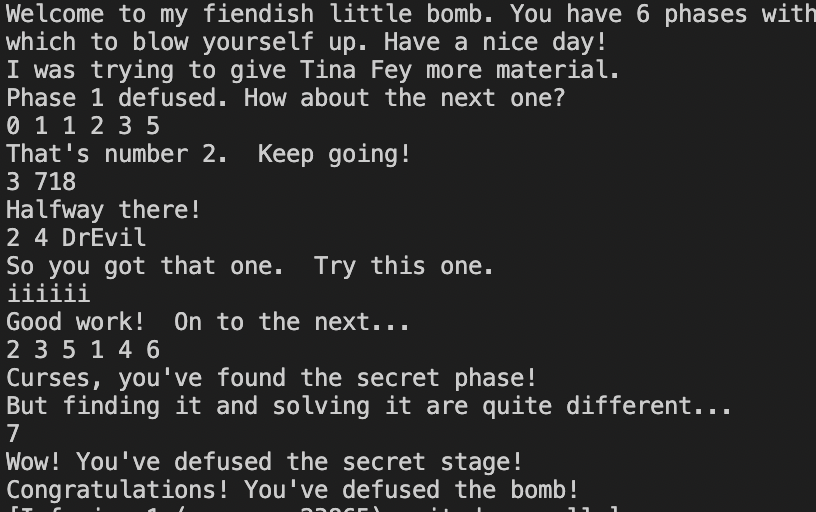 Welcome to my fiendish little bomb. You have 6 phases with
which to blow yourself up. Have a nice day!
I was trying to give Tina Fey more material.
Phase 1 defused. How about the next one?
0 1 1 2 3 5
That's number 2.  Keep going!
3 718
Halfway there!
2 4 DrEvil
So you got that one.  Try this one.
iiiiii
Good work!  On to the next...
2 3 5 1 4 6
Curses, you've found the secret phase!
But finding it and solving it are quite different...
7
Wow! You've defused the secret stage!
Congratulations! You've defused the bomb!